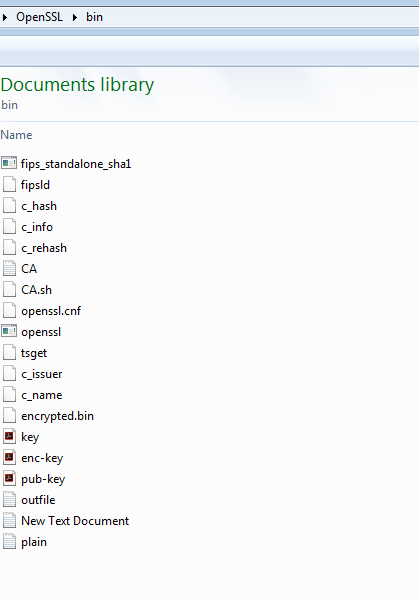 OpenSSL bin
Documents library
bin
Name
fips_standalone_sha1
fipsld
c_hash
c_info
c_rehash
CA
CA.sh
openssl.cnf
openssl
tsget
c_issuer
c_name
encrypted.bin
key
enc-key
pub-key
outfile
New Text Document
plain